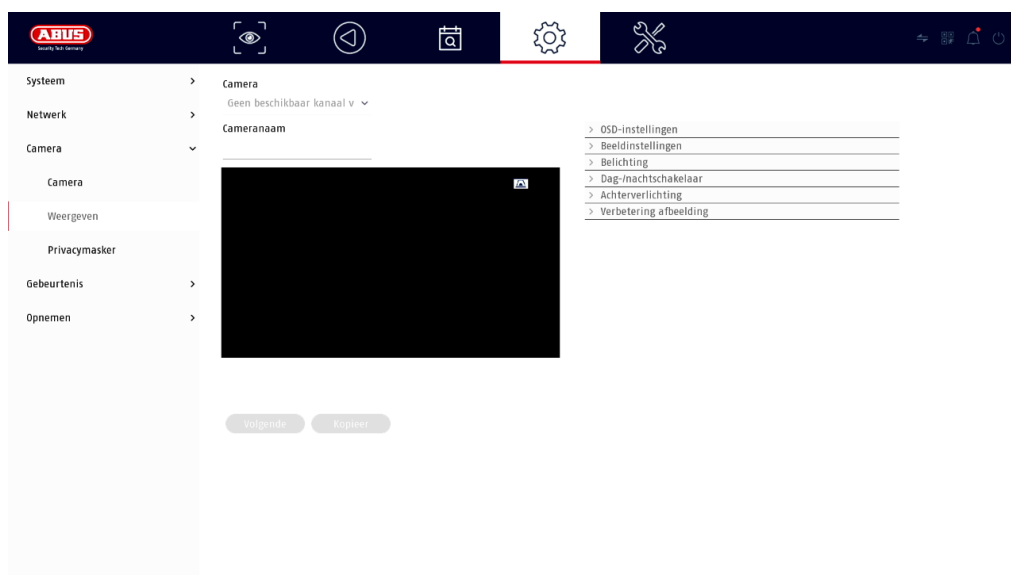 ABUS
Security Tech Germany
Systeem
Netwerk
Camera
Camera
Weergeven
Privacymasker
Gebeurtenis
Opnemen
Camera
Geen beschikbaar kanaal v
Cameranaam
OSD-instellingen
Beeldinstellingen
Belichting
Dag-/nachtschakelaar
Achterverlichting
Verbetering afbeelding
Volgende
Kopieer